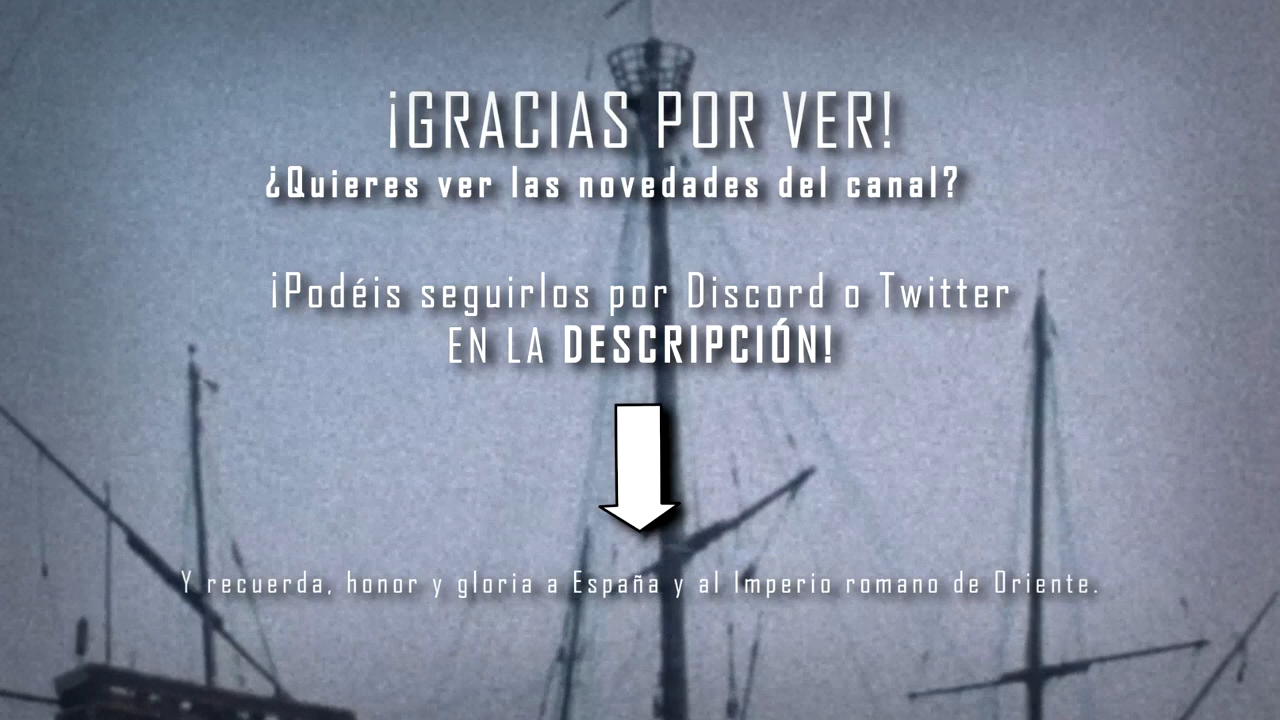 ¡GRACIAS POR VER!
¿Quieres ver las novedades del canal?
¡Podéis seguirlos por Discord o Twitter
EN LA DESCRIPCIÓN!
Y recuerda, honor y gloria a España y al Imperio romano de Oriente.